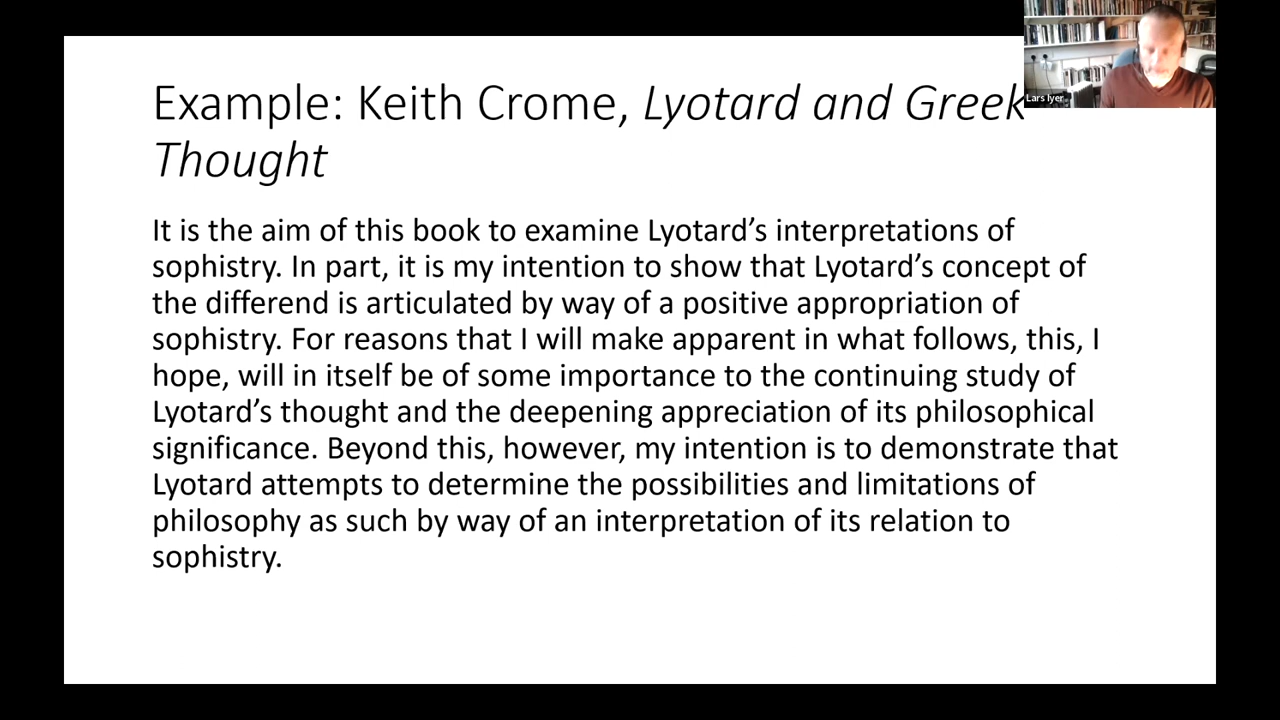 Example: Keith Crome, Lyotard and Greek
Thought
Lars Iyer
It is the aim of this book to examine Lyotard’s interpretations of
sophistry. In part, it is my intention to show that Lyotard’s concept of
the differend is articulated by way of a positive appropriation of
sophistry. For reasons that I will make apparent in what follows, this, I
hope, will in itself be of some importance to the continuing study of
Lyotard’s thought and the deepening appreciation of its philosophical
significance. Beyond this, however, my intention is to demonstrate that
Lyotard attempts to determine the possibilities and limitations of
philosophy as such by way of an interpretation of its relation to
sophistry.